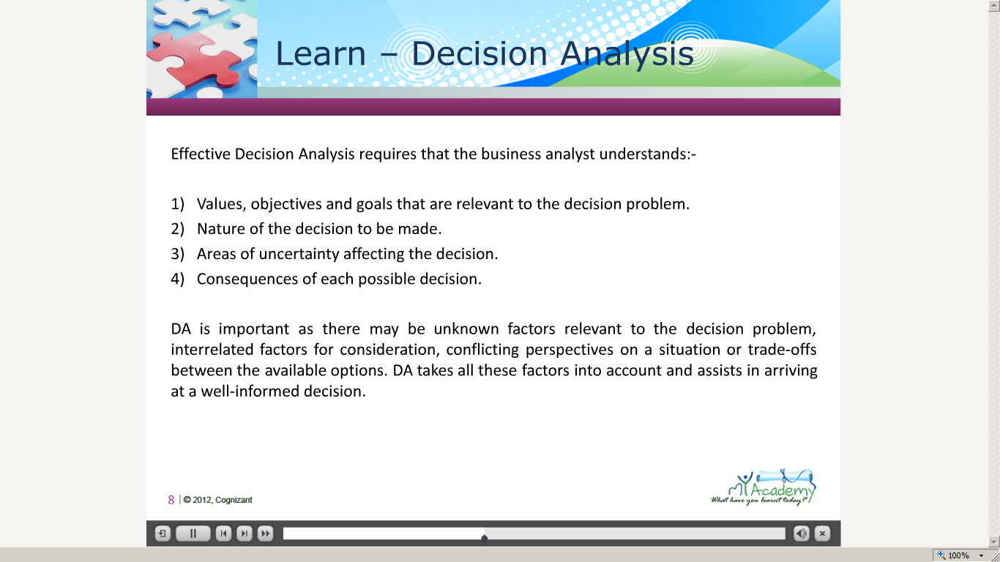 Learn – Decision Analysis
Effective Decision Analysis requires that the business analyst understands:-
1) Values, objectives and goals that are relevant to the decision problem.
2) Nature of the decision to be made.
3) Areas of uncertainty affecting the decision.
4) Consequences of each possible decision.
DA is important as there may be unknown factors relevant to the decision problem,
interrelated factors for consideration, conflicting perspectives on a situation or trade-offs
between the available options. DA takes all these factors into account and assists in arriving
at a well-informed decision.
my Academy
What have you learnt today?
8 | © 2012, Cognizant
100%